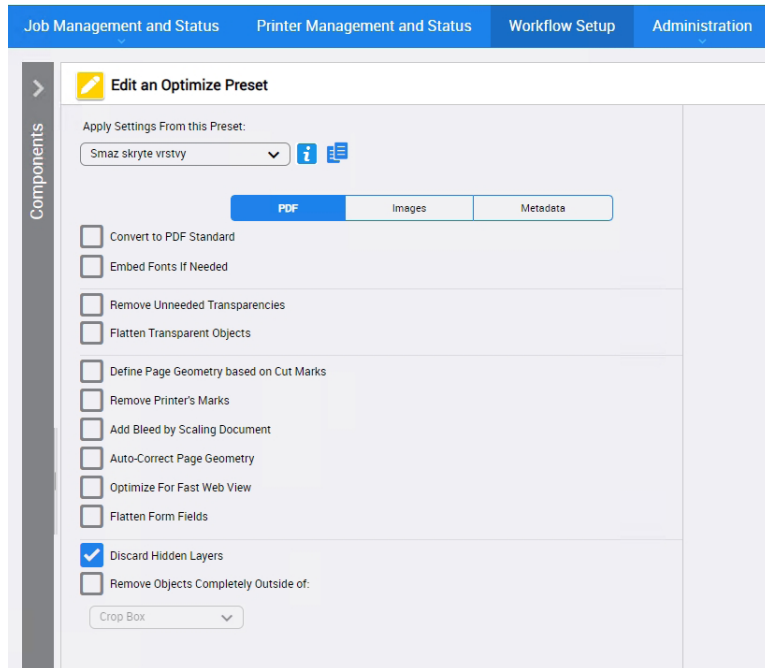 Job Management and Status Printer Management and Status Workflow Setup Administration
Components
Edit an Optimize Preset
Apply Settings From this Preset:
Smaz skryte vrstvy
i
PDF Images Metadata
Convert to PDF Standard
Embed Fonts If Needed
Remove Unneeded Transparencies
Flatten Transparent Objects
Define Page Geometry based on Cut Marks
Remove Printer's Marks
Add Bleed by Scaling Document
Auto-Correct Page Geometry
Optimize For Fast Web View
Flatten Form Fields
Discard Hidden Layers
Remove Objects Completely Outside of:
Crop Box